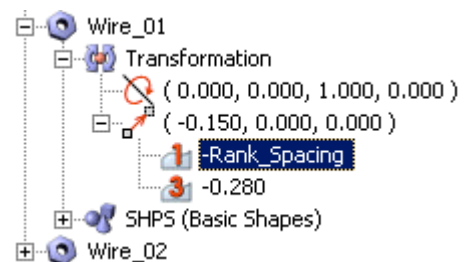 Wire_01
Transformation
( 0.000, 0.000, 1.000, 0.000 )
( -0.150, 0.000, 0.000 )
1 -Rank_Spacing
3 -0.280
SHPS (Basic Shapes)
Wire_02